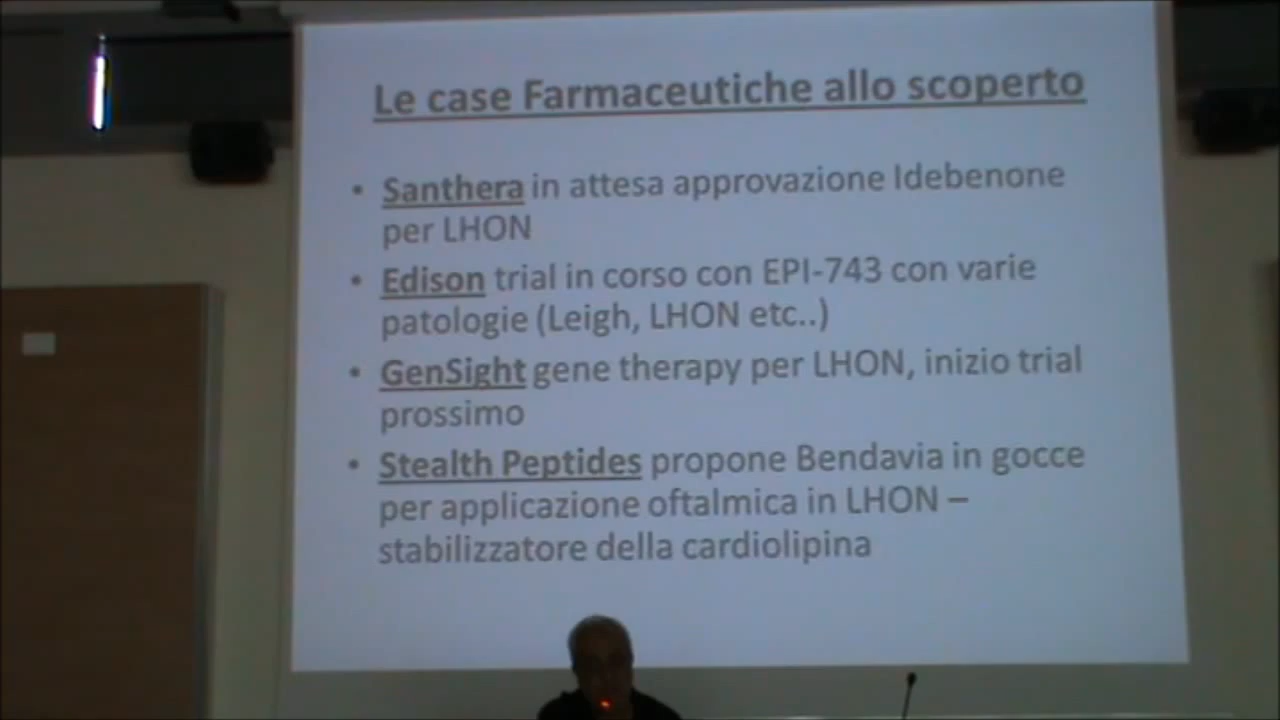 Le case Farmaceutiche allo scoperto
• Santhera in attesa approvazione Idebenone
per LHON
• Edison trial in corso con EPI-743 con varie
patologie (Leigh, LHON etc..)
• GenSight gene therapy per LHON, inizio trial
prossimo
• Stealth Peptides propone Bendavia in gocce
per applicazione oftalmica in LHON –
stabilizzatore della cardiolipina